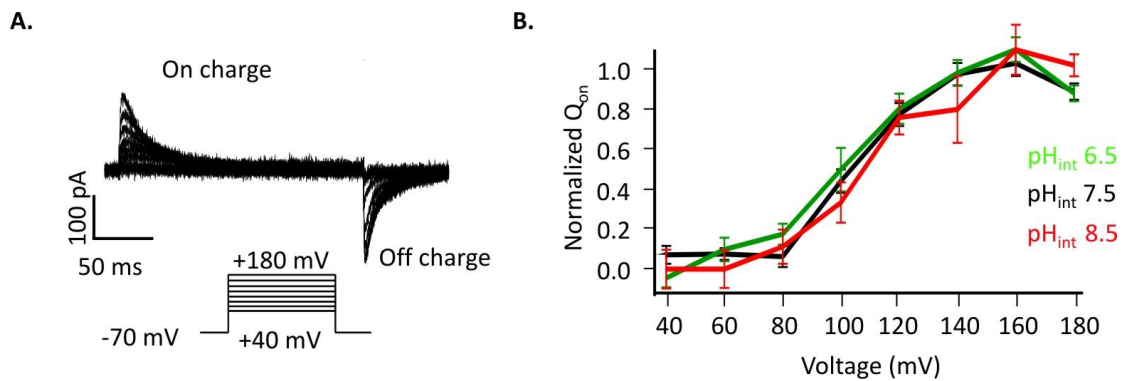 A.
On charge
100 pA
50 ms
Off charge
+180 mV
-70 mV
+40 mV
B.
Normalized Qon
1.0
0.8
0.6
0.4
0.2
0.0
40 60 80 100 120 140 160 180
Voltage (mV)
pHint 6.5
pHint 7.5
pHint 8.5